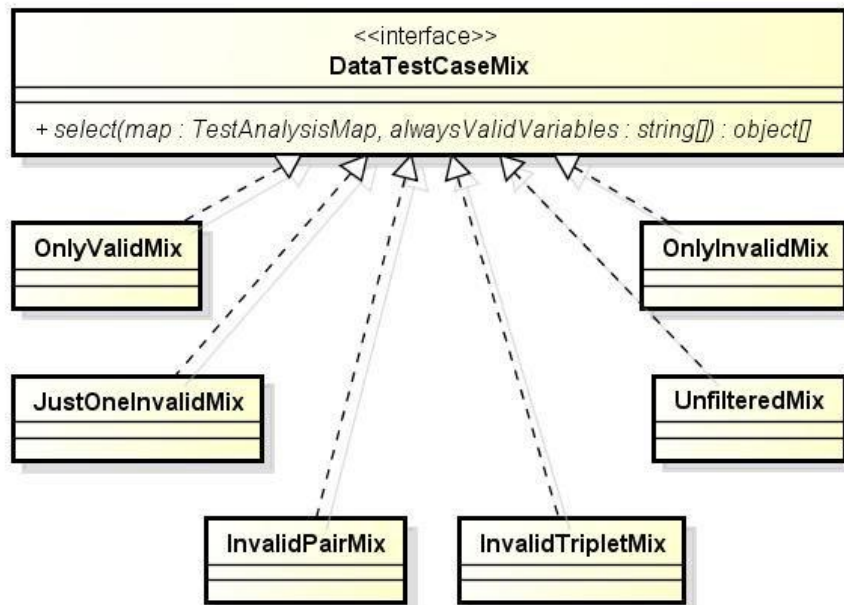 <<interface>>
DataTestCaseMix
+ select(map : TestAnalysisMap, alwaysValidVariables : string[]) : object[]
OnlyValidMix
OnlyInvalidMix
JustOneInvalidMix
UnfilteredMix
InvalidPairMix
InvalidTripletMix